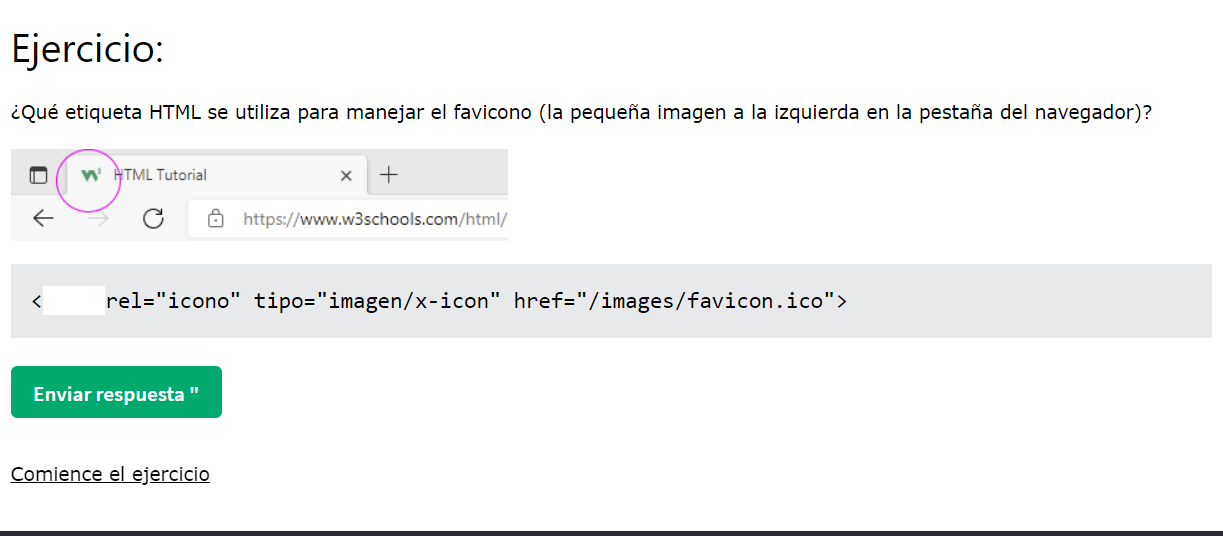 Ejercicio:
¿Qué etiqueta HTML se utiliza para manejar el favicono (la pequeña imagen a la izquierda en la pestaña del navegador)?
W3 HTML Tutorial
https://www.w3schools.com/html/
< rel="icono" tipo="imagen/x-icon" href="/images/favicon.ico">
Enviar respuesta "
Comience el ejercicio